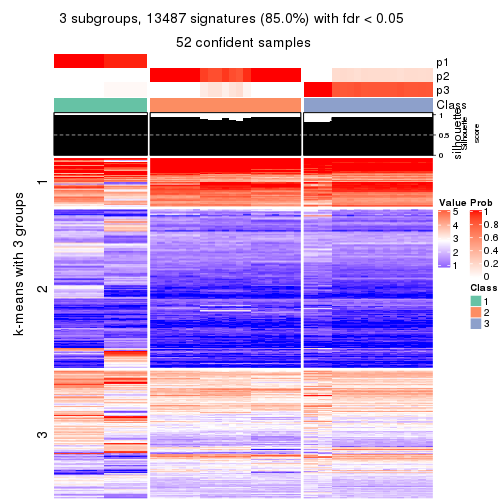 3 subgroups, 13487 signatures (85.0%) with fdr < 0.05
52 confident samples
p1
p2
p3
Class
1
0.5
0
silhouette
Silhouette
score
k-means with 3 groups
1
2
3
Value
5
4
3
2
1
Prob
1
0.8
0.6
0.4
0.2
0
Class
1
2
3